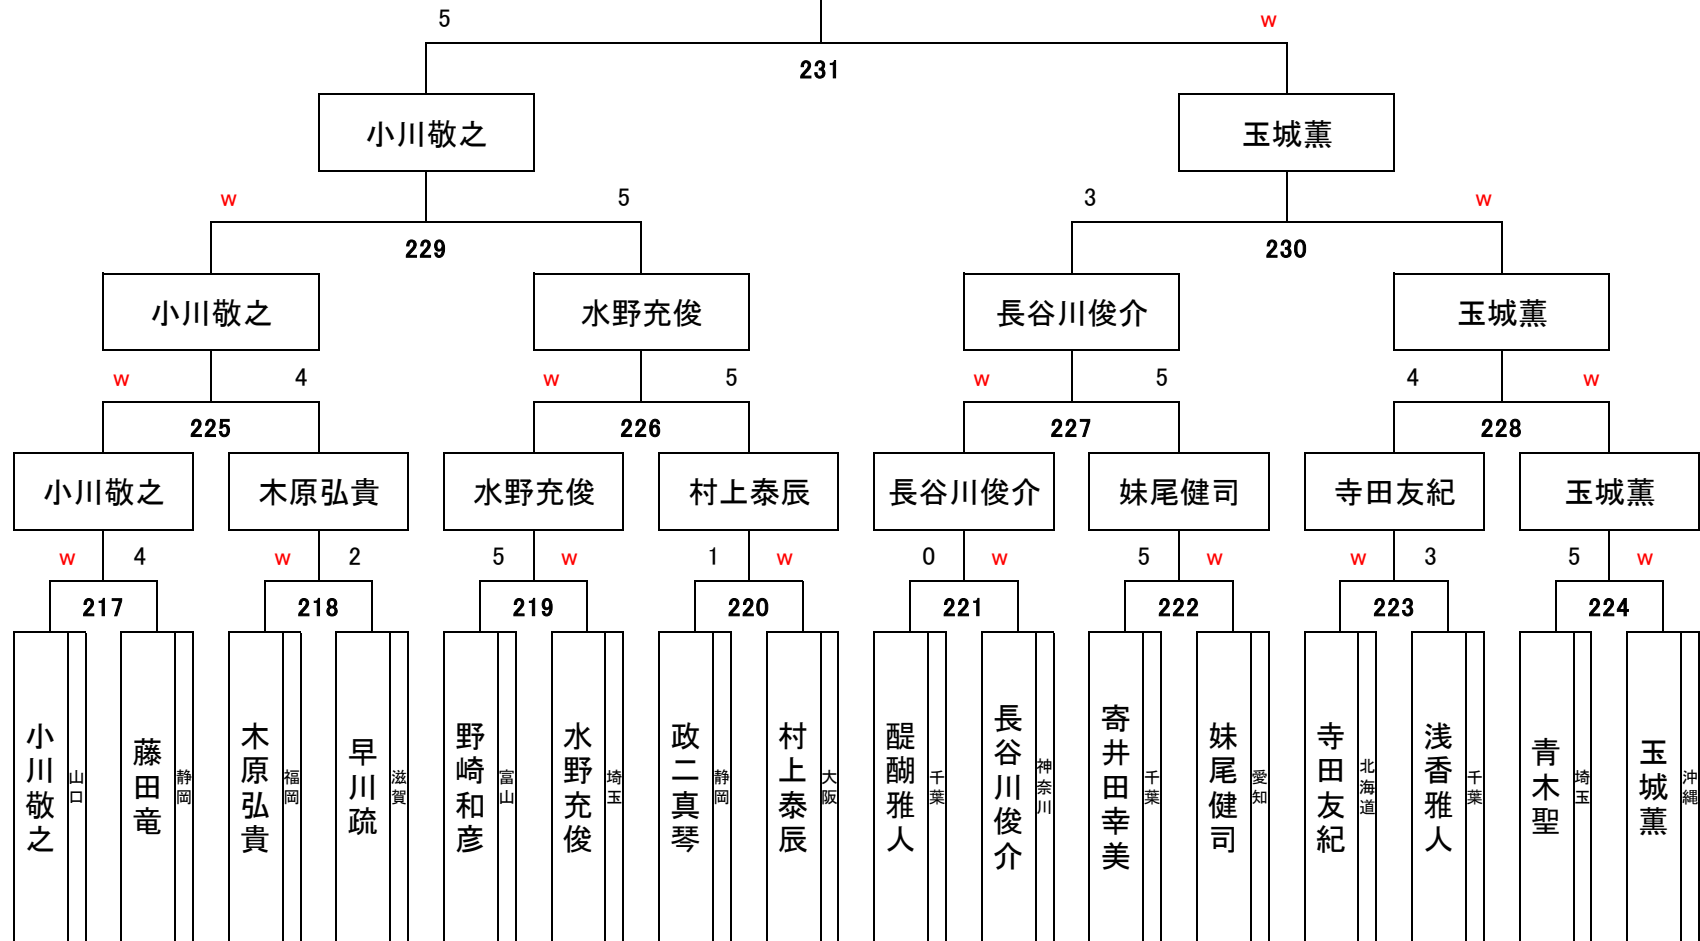 5 w
231
小川敬之 玉城薫
w 5 3 w
229 230
小川敬之 水野充俊 長谷川俊介 玉城薫
w 4 w 5 w 5 4 w
225 226 227 228
小川敬之 木原弘貴 水野充俊 村上泰辰 長谷川俊介 妹尾健司 寺田友紀 玉城薫
w 4 w 2 5 w 1 w 0 w 5 w w 3 5 w
217 218 219 220 221 222 223 224
小川敬之
山口
藤田竜
静岡
木原弘貴
福岡
早川疏
滋賀
野崎和彦
富山
水野充俊
埼玉
政二真琴
静岡
村上泰辰
大阪
醍醐雅人
千葉
長谷川俊介
神奈川
寄井田幸美
千葉
妹尾健司
愛知
寺田友紀
北海道
浅香雅人
千葉
青木聖
埼玉
玉城薫
沖縄